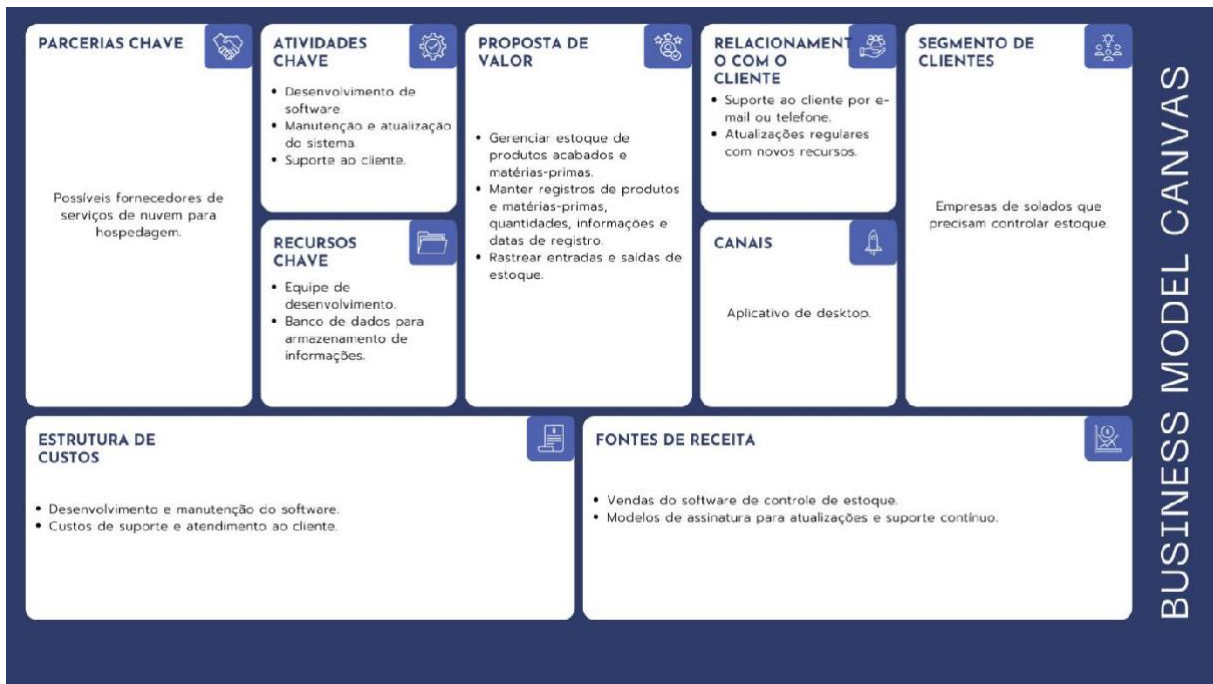 PARCERIAS CHAVE
Possíveis fornecedores de
serviços de nuvem para
hospedagem.
ATIVIDADES
CHAVE
• Desenvolvimento de
software.
• Manutenção e atualização
do sistema
• Suporte ao cliente.
RECURSOS
CHAVE
• Equipe de
desenvolvimento.
• Banco de dados para
armazenamento de
informações.
PROPOSTA DE
VALOR
• Gerenciar estoque de
produtos acabados e
matérias-primas.
• Manter registros de produtos
e matérias-primas,
quantidades, informações e
datas de registro.
• Rastrear entradas e saídas de
estoque.
RELACIONAMENT
O COM O
CLIENTE
• Suporte ao cliente por e-
mail ou telefone.
• Atualizações regulares
com novos recursos.
CANAIS
Aplicativo de desktop.
SEGMENTO DE
CLIENTES
Empresas de solados que
precisam controlar estoque.
ESTRUTURA DE
CUSTOS
• Desenvolvimento e manutenção do software.
• Custos de suporte e atendimento ao cliente.
FONTES DE RECEITA
• Vendas do software de controle de estoque.
• Modelos de assinatura para atualizações e suporte contínuo.
BUSINESS MODEL CANVAS